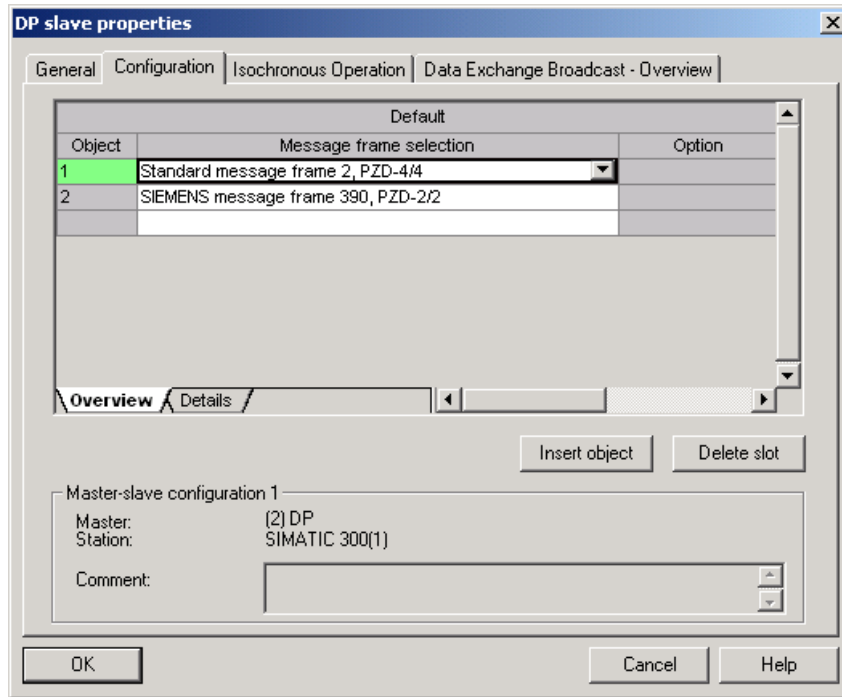 DP slave properties
General Configuration Isochronous Operation Data Exchange Broadcast - Overview
Default
Object Message frame selection Option
1 Standard message frame 2, PZD-4/4
2 SIEMENS message frame 390, PZD-2/2
Overview Details
Insert object Delete slot
Master-slave configuration 1
Master: (2) DP
Station: SIMATIC 300(1)
Comment:
OK Cancel Help